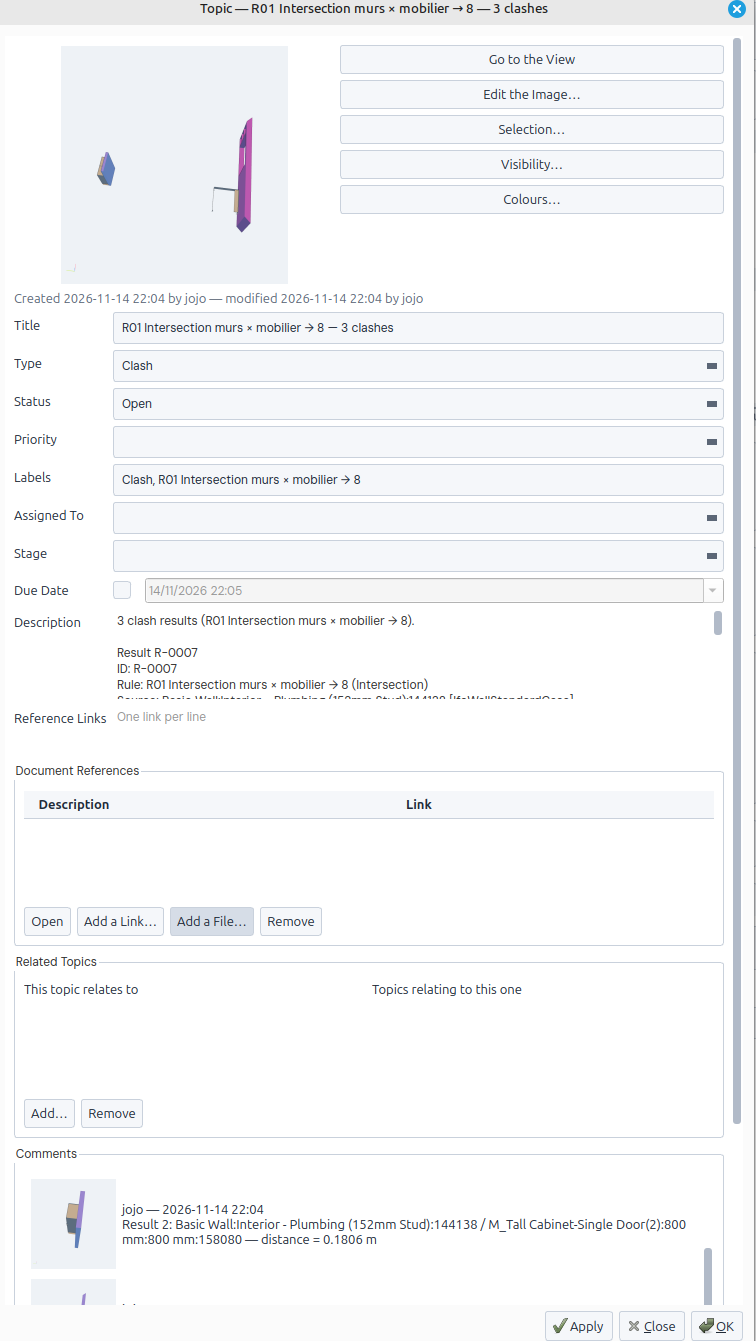 Topic — R01 Intersection murs × mobilier → 8 — 3 clashes
Go to the View
Edit the Image…
Selection…
Visibility…
Colours…
Created 2026-11-14 22:04 by jojo — modified 2026-11-14 22:04 by jojo
Title
R01 Intersection murs × mobilier → 8 — 3 clashes
Type
Clash
Status
Open
Priority
Labels
Clash, R01 Intersection murs × mobilier → 8
Assigned To
Stage
Due Date
14/11/2026 22:05
Description
3 clash results (R01 Intersection murs × mobilier → 8).
Result R-0007
ID: R-0007
Rule: R01 Intersection murs × mobilier → 8 (Intersection)
Reference Links
One link per line
Document References
Description
Link
Open
Add a Link…
Add a File…
Remove
Related Topics
This topic relates to
Topics relating to this one
Add…
Remove
Comments
jojo — 2026-11-14 22:04
Result 2: Basic Wall:Interior - Plumbing (152mm Stud):144138 / M_Tall Cabinet-Single Door(2):800
mm:800 mm:158080 — distance = 0.1806 m
Apply
Close
OK